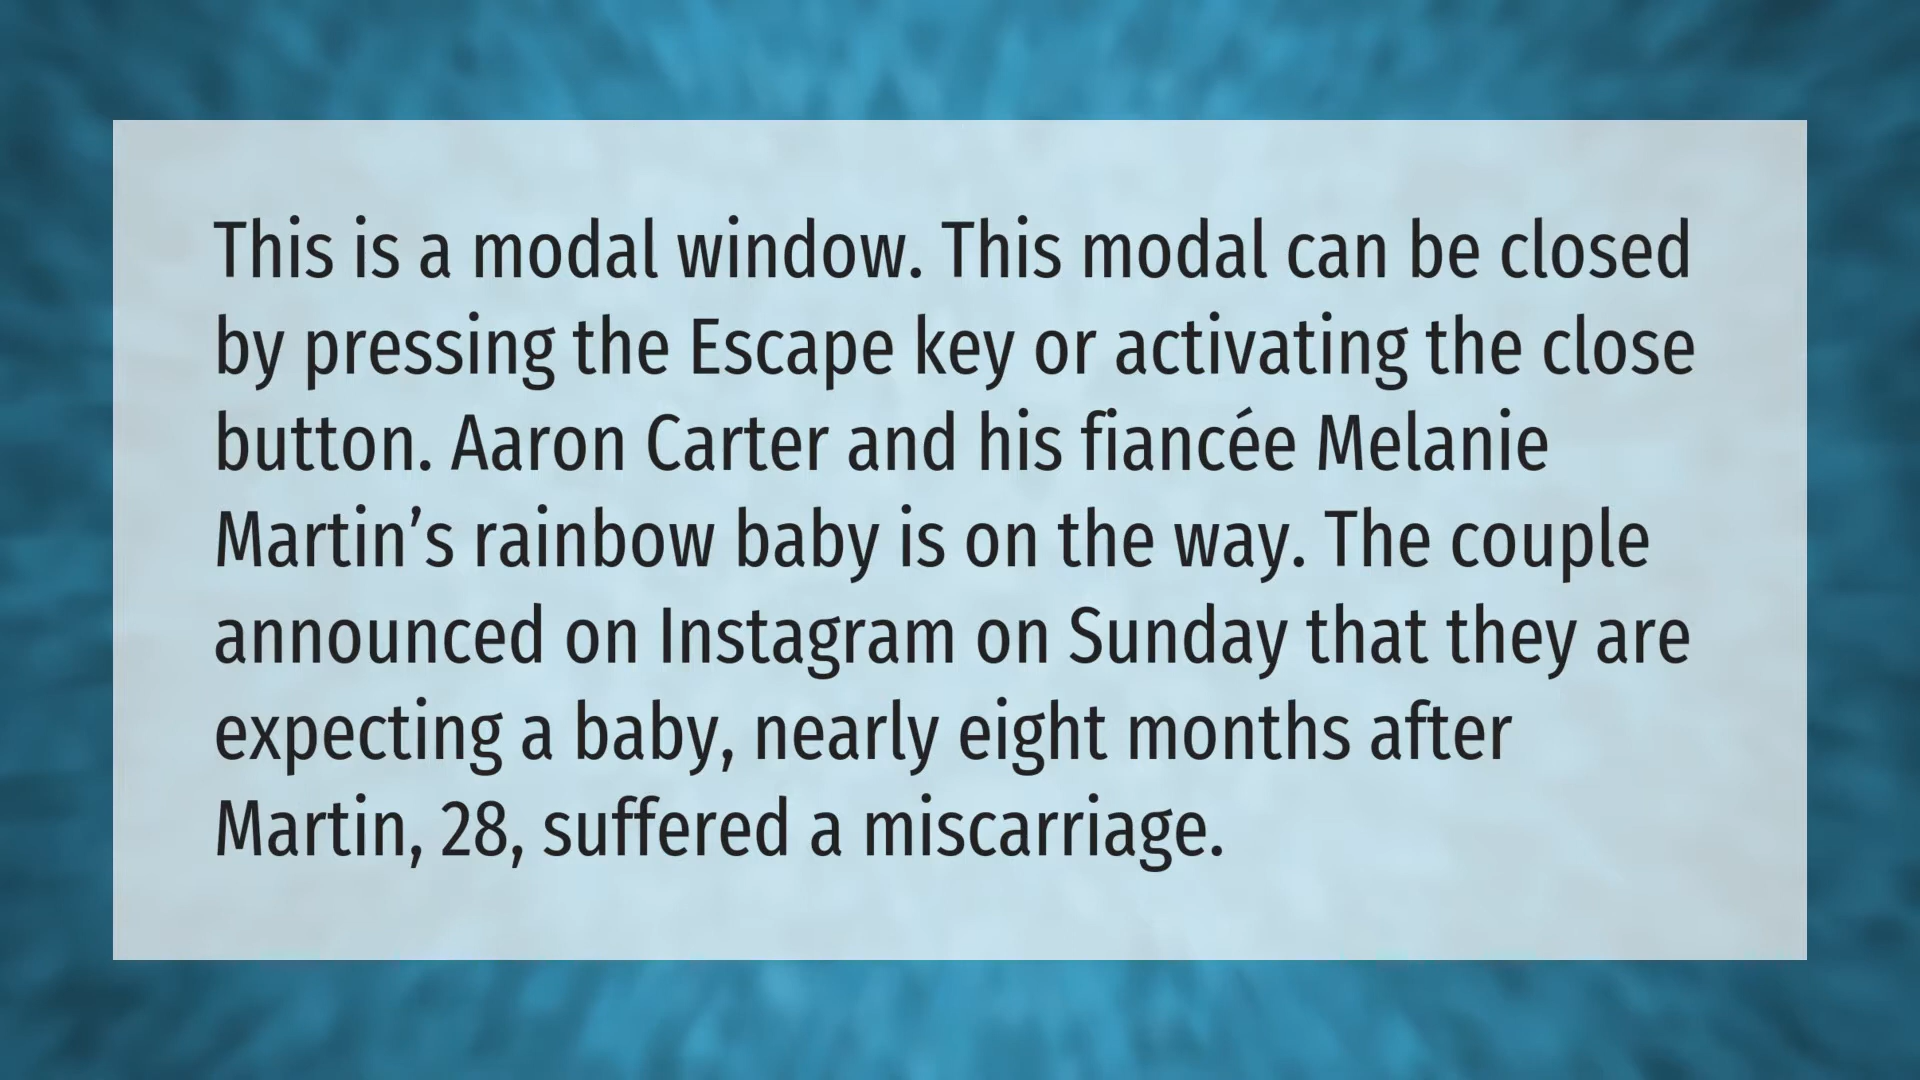 This is a modal window. This modal can be closed
by pressing the Escape key or activating the close
button. Aaron Carter and his fiancée Melanie
Martin’s rainbow baby is on the way. The couple
announced on Instagram on Sunday that they are
expecting a baby, nearly eight months after
Martin, 28, suffered a miscarriage.